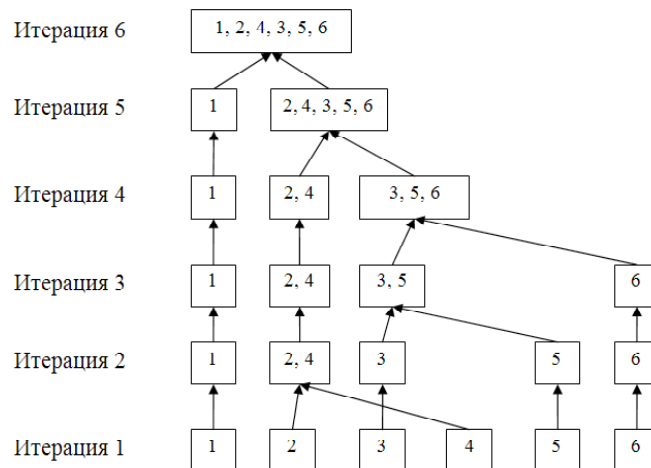 Итерация 6 1, 2, 4, 3, 5, 6
Итерация 5 1 2, 4, 3, 5, 6
Итерация 4 1 2, 4 3, 5, 6
Итерация 3 1 2, 4 3, 5 6
Итерация 2 1 2, 4 3 5 6
Итерация 1 1 2 3 4 5 6